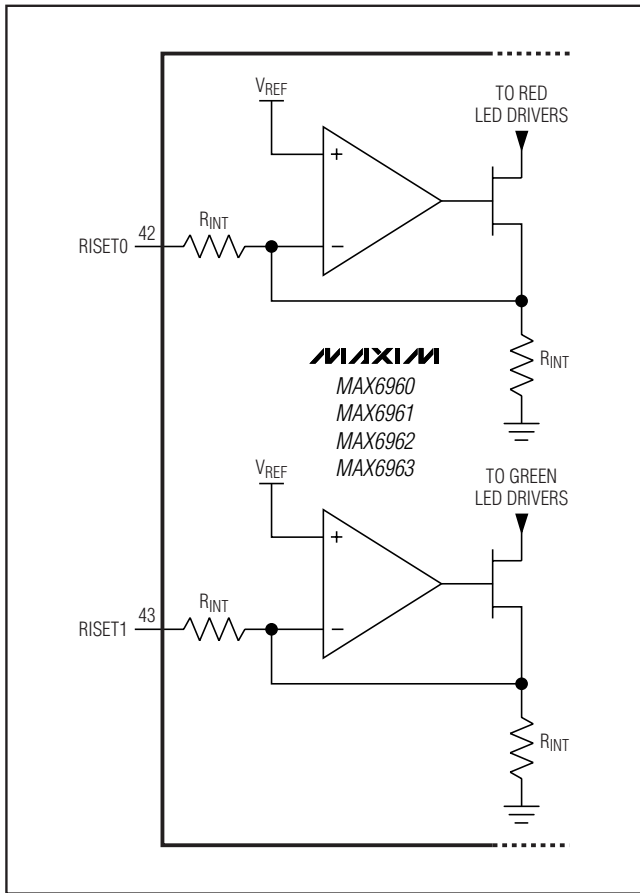 VREF
TO RED
LED DRIVERS
+
42
RINT
RISET0
−
MAXIM
RINT
MAX6960
MAX6961
MAX6962
MAX6963
VREF
TO GREEN
LED DRIVERS
+
43
RINT
RISET1
−
RINT